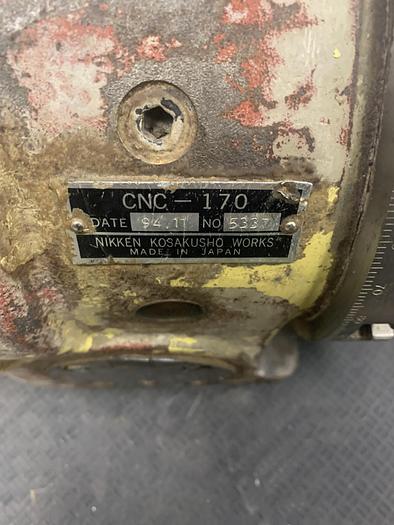 CNC-170
DATE 94.11 NO 5337
NIKKEN KOSAKUSHO WORKS
MADE IN JAPAN